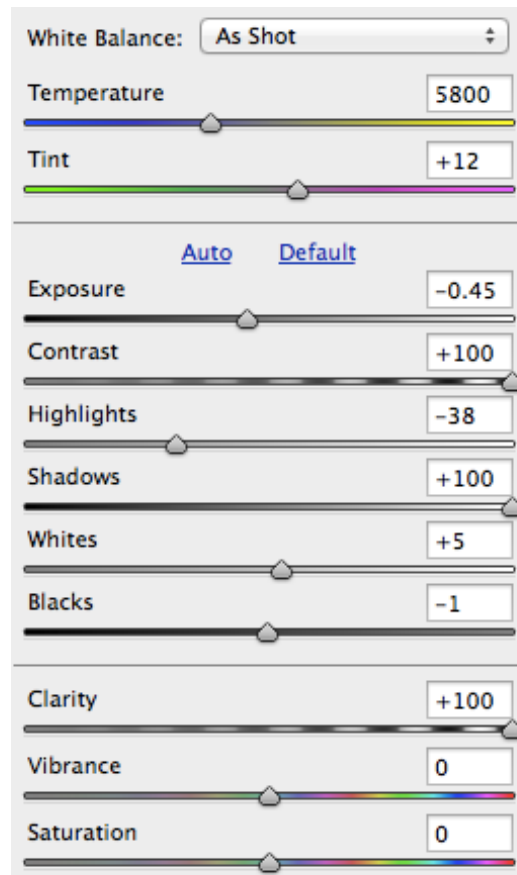 White Balance: As Shot
Temperature 5800
Tint +12
Auto Default
Exposure -0.45
Contrast +100
Highlights -38
Shadows +100
Whites +5
Blacks -1
Clarity +100
Vibrance 0
Saturation 0